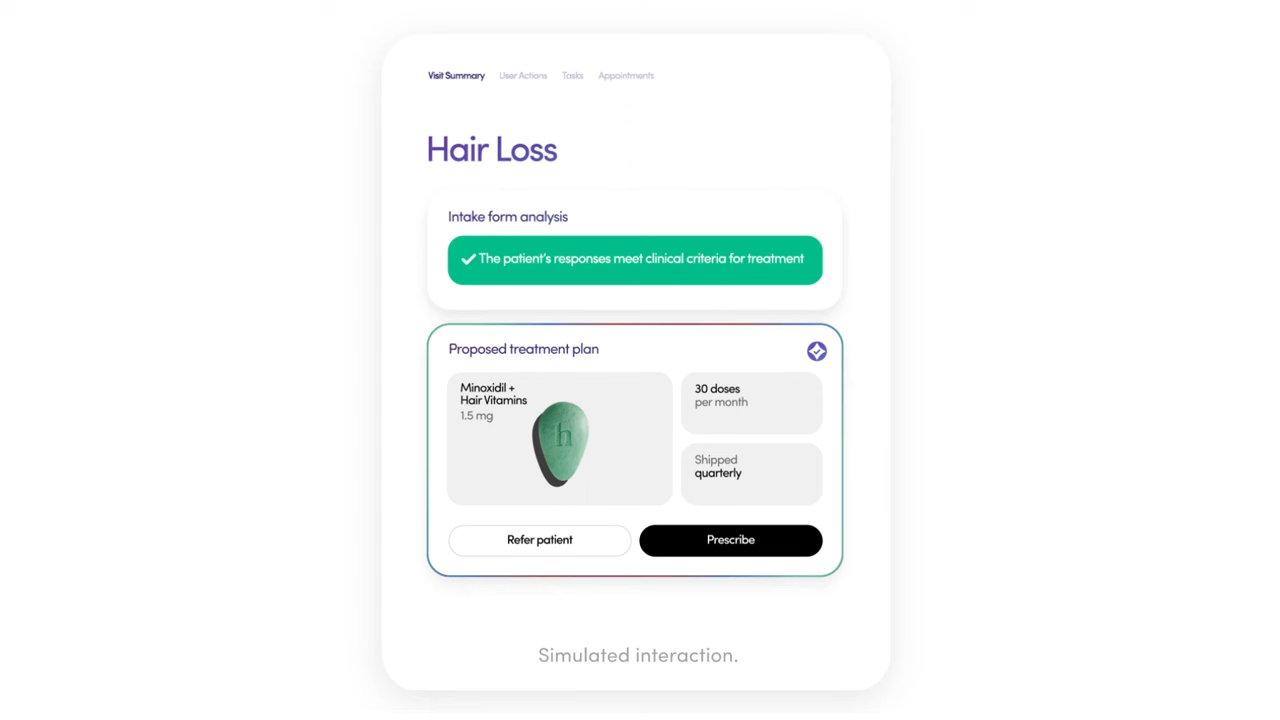 Visit Summary User Actions Tasks Appointments
Hair Loss
Intake form analysis
The patient's responses meet clinical criteria for treatment
Proposed treatment plan
Minoxidil +
Hair Vitamins
1.5 mg
h
30 doses
per month
Shipped
quarterly
Refer patient
Prescribe
Simulated interaction.